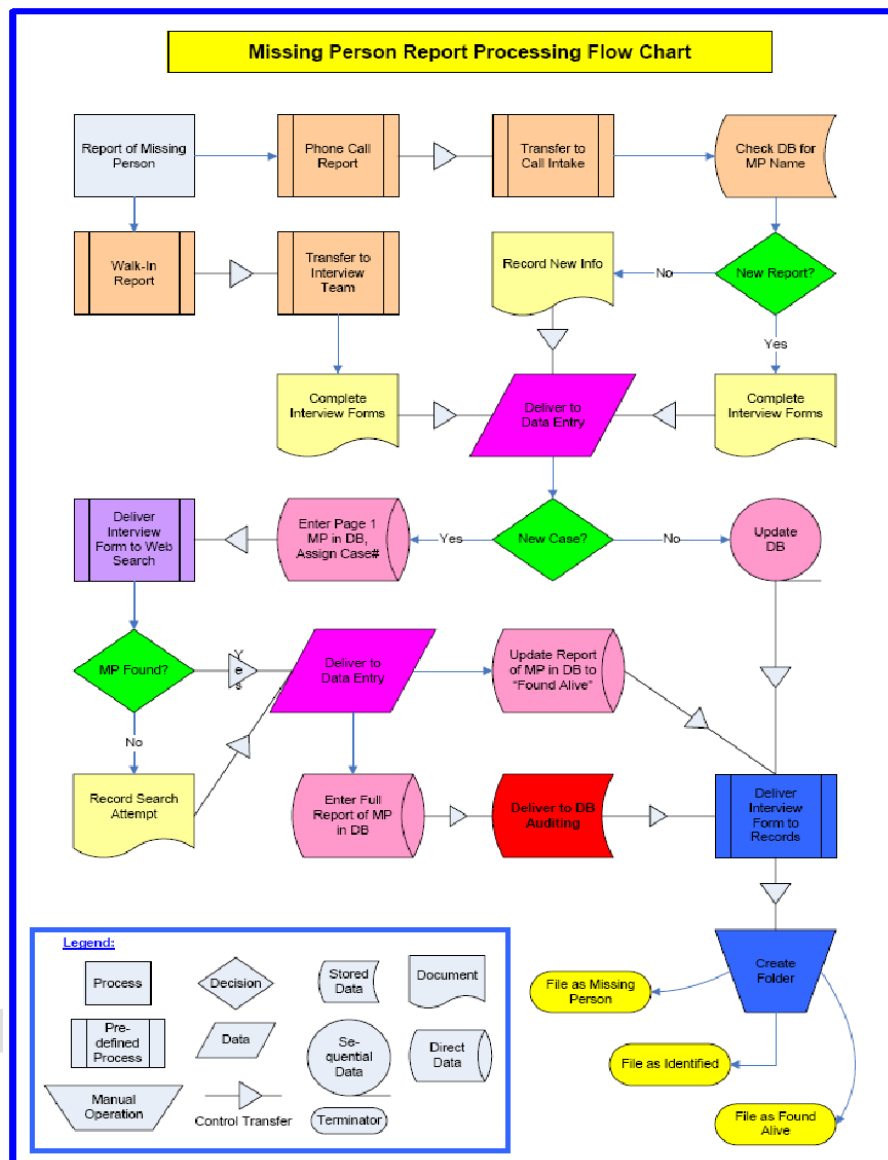 Missing Person Report Processing Flow Chart
Report of Missing
Person
Phone Call
Report
Transfer to
Call Intake
Check DB for
MP Name
Walk-In
Report
Transfer to
Interview
Team
Record New Info
No
New Report?
Yes
Complete
Interview Forms
Deliver to
Data Entry
Complete
Interview Forms
Deliver
Interview
Form to Web
Search
Enter Page 1
MP in DB,
Assign Case#
Yes
New Case?
No
Update
DB
MP Found?
Yes
Deliver to
Data Entry
Update Report
of MP in DB to
"Found Alive"
No
Record Search
Attempt
Enter Full
Report of MP
in DB
Deliver to DB
Auditing
Deliver
Interview
Form to
Records
Create
Folder
File as Missing
Person
File as Identified
File as Found
Alive
Legend:
Process
Decision
Stored
Data
Document
Pre-
defined
Process
Data
Se-
quential
Data
Direct
Data
Manual
Operation
Control Transfer
Terminator